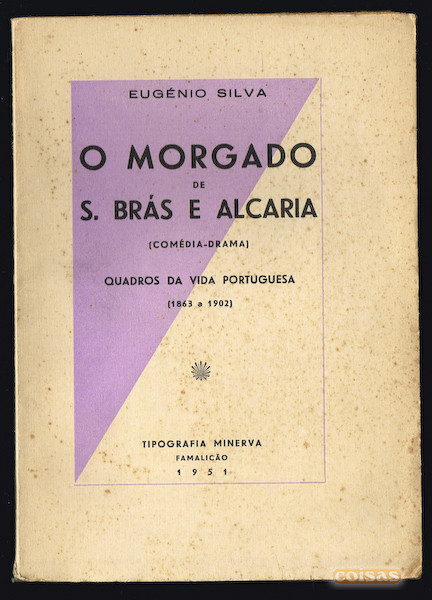 EUGÉNIO SILVA
O MORGADO
DE
S. BRÁS E ALCARIA
(COMÉDIA-DRAMA)
QUADROS DA VIDA PORTUGUESA
(1863 a 1902)
TIPOGRAFIA MINERVA
FAMALICÃO
1951
coisas